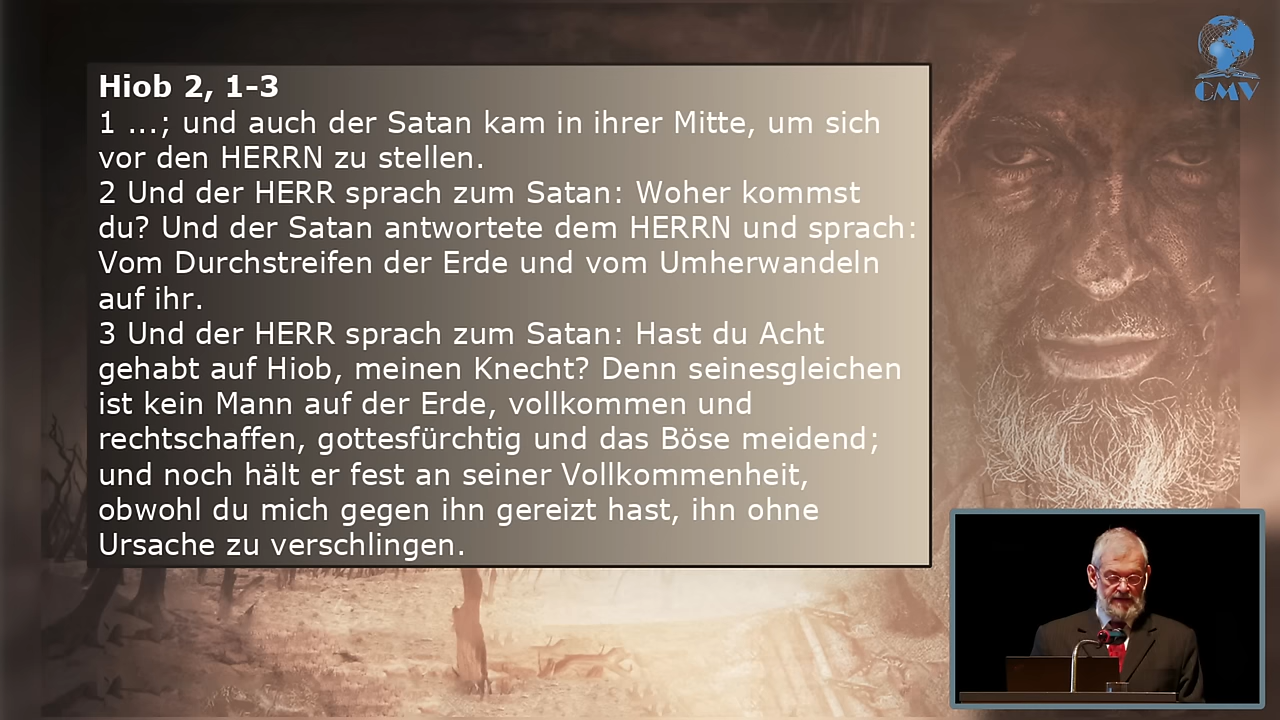 Hiob 2, 1-3
1 ...; und auch der Satan kam in ihrer Mitte, um sich
vor den HERRN zu stellen.
2 Und der HERR sprach zum Satan: Woher kommst
du? Und der Satan antwortete dem HERRN und sprach:
Vom Durchstreifen der Erde und vom Umherwandeln
auf ihr.
3 Und der HERR sprach zum Satan: Hast du Acht
gehabt auf Hiob, meinen Knecht? Denn seinesgleichen
ist kein Mann auf der Erde, vollkommen und
rechtschaffen, gottesfürchtig und das Böse meidend;
und noch hält er fest an seiner Vollkommenheit,
obwohl du mich gegen ihn gereizt hast, ihn ohne
Ursache zu verschlingen.
CMV